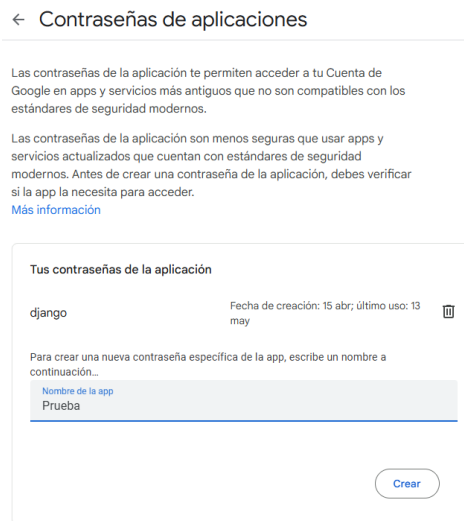 Contraseñas de aplicaciones
Las contraseñas de la aplicación te permiten acceder a tu Cuenta de
Google en apps y servicios más antiguos que no son compatibles con los
estándares de seguridad modernos.
Las contraseñas de la aplicación son menos seguras que usar apps y
servicios actualizados que cuentan con estándares de seguridad
modernos. Antes de crear una contraseña de la aplicación, debes verificar
si la app la necesita para acceder.
Más información
Tus contraseñas de la aplicación
django
Fecha de creación: 15 abr; último uso: 13
may
Para crear una nueva contraseña específica de la app, escribe un nombre a
continuación...
Nombre de la app
Prueba
Crear